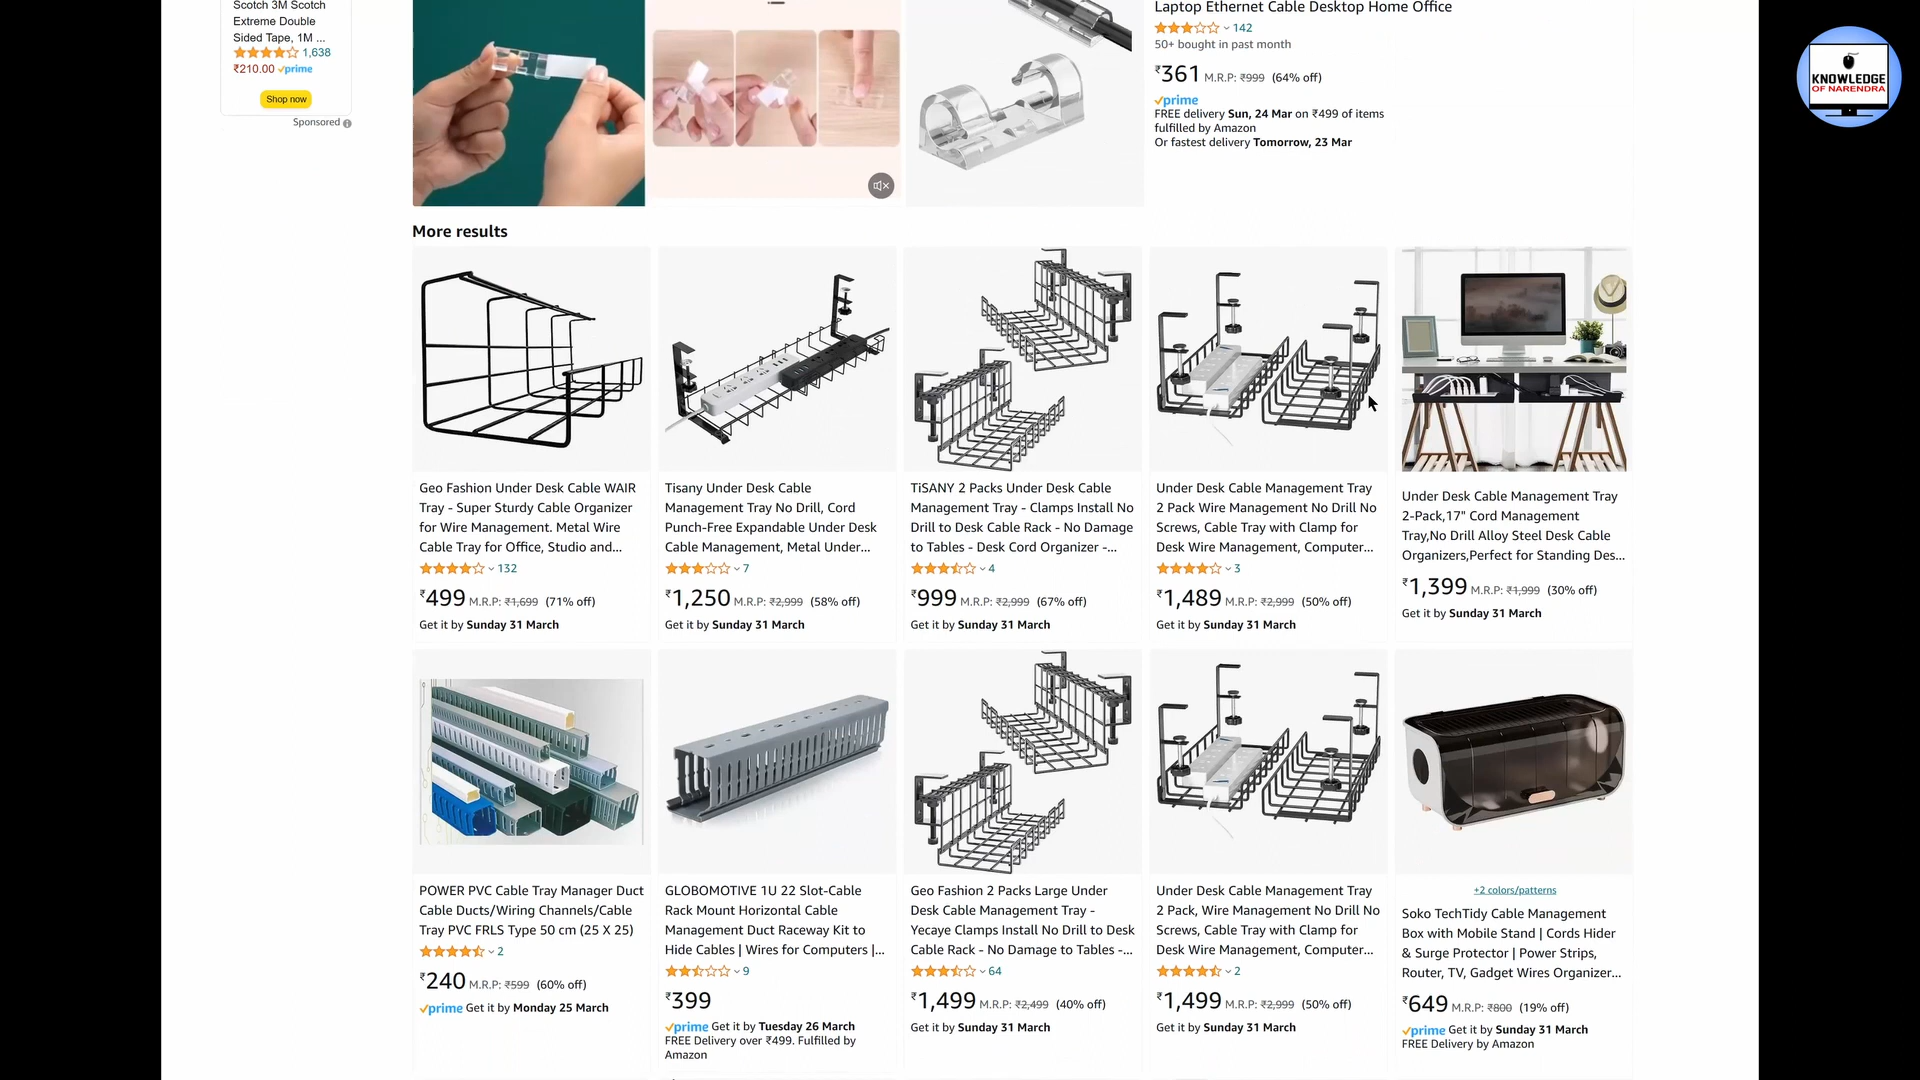 Scotch 3M Scotch
Extreme Double
Sided Tape, 1M ...
1,638
₹210.00 prime
Shop now
Sponsored
Laptop Ethernet Cable Desktop Home Office
142
50+ bought in past month
₹361 M.R.P: ₹999 (64% off)
prime
FREE delivery Sun, 24 Mar on ₹499 of items
fulfilled by Amazon
Or fastest delivery Tomorrow, 23 Mar
KNOWLEDGE
OF NARENDRA
More results
Geo Fashion Under Desk Cable WAIR
Tray - Super Sturdy Cable Organizer
for Wire Management. Metal Wire
Cable Tray for Office, Studio and...
132
₹499 M.R.P: ₹1,699 (71% off)
Get it by Sunday 31 March
Tisany Under Desk Cable
Management Tray No Drill, Cord
Punch-Free Expandable Under Desk
Cable Management, Metal Under...
7
₹1,250 M.R.P: ₹2,999 (58% off)
Get it by Sunday 31 March
TiSANY 2 Packs Under Desk Cable
Management Tray - Clamps Install No
Drill to Desk Cable Rack - No Damage
to Tables - Desk Cord Organizer -...
4
₹999 M.R.P: ₹2,999 (67% off)
Get it by Sunday 31 March
Under Desk Cable Management Tray
2 Pack Wire Management No Drill No
Screws, Cable Tray with Clamp for
Desk Wire Management, Computer...
3
₹1,489 M.R.P: ₹2,999 (50% off)
Get it by Sunday 31 March
Under Desk Cable Management Tray
2-Pack,17" Cord Management
Tray,No Drill Alloy Steel Desk Cable
Organizers,Perfect for Standing Des...
₹1,399 M.R.P: ₹1,999 (30% off)
Get it by Sunday 31 March
POWER PVC Cable Tray Manager Duct
Cable Ducts/Wiring Channels/Cable
Tray PVC FRLS Type 50 cm (25 X 25)
2
₹240 M.R.P: ₹599 (60% off)
prime Get it by Monday 25 March
GLOBOMOTIVE 1U 22 Slot-Cable
Rack Mount Horizontal Cable
Management Duct Raceway Kit to
Hide Cables | Wires for Computers |...
9
₹399
prime Get it by Tuesday 26 March
FREE Delivery over ₹499. Fulfilled by
Amazon
Geo Fashion 2 Packs Large Under
Desk Cable Management Tray -
Yecaye Clamps Install No Drill to Desk
Cable Rack - No Damage to Tables -...
64
₹1,499 M.R.P: ₹2,499 (40% off)
Get it by Sunday 31 March
Under Desk Cable Management Tray
2 Pack, Wire Management No Drill No
Screws, Cable Tray with Clamp for
Desk Wire Management, Computer...
2
₹1,499 M.R.P: ₹2,999 (50% off)
Get it by Sunday 31 March
+2 colors/patterns
Soko TechTidy Cable Management
Box with Mobile Stand | Cords Hider
& Surge Protector | Power Strips,
Router, TV, Gadget Wires Organizer...
₹649 M.R.P: ₹800 (19% off)
prime Get it by Sunday 31 March
FREE Delivery by Amazon